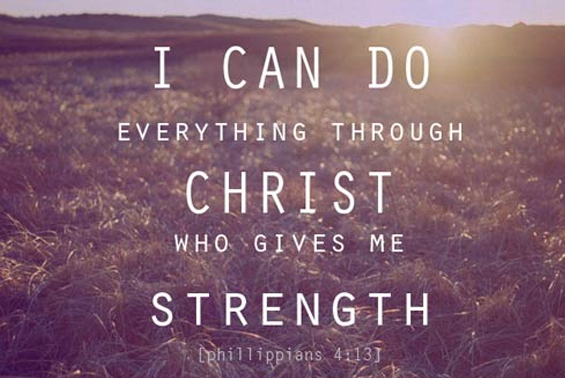 I CAN DO
EVERYTHING THROUGH
CHRIST
WHO GIVES ME
STRENGTH
[phillippians 4:13]